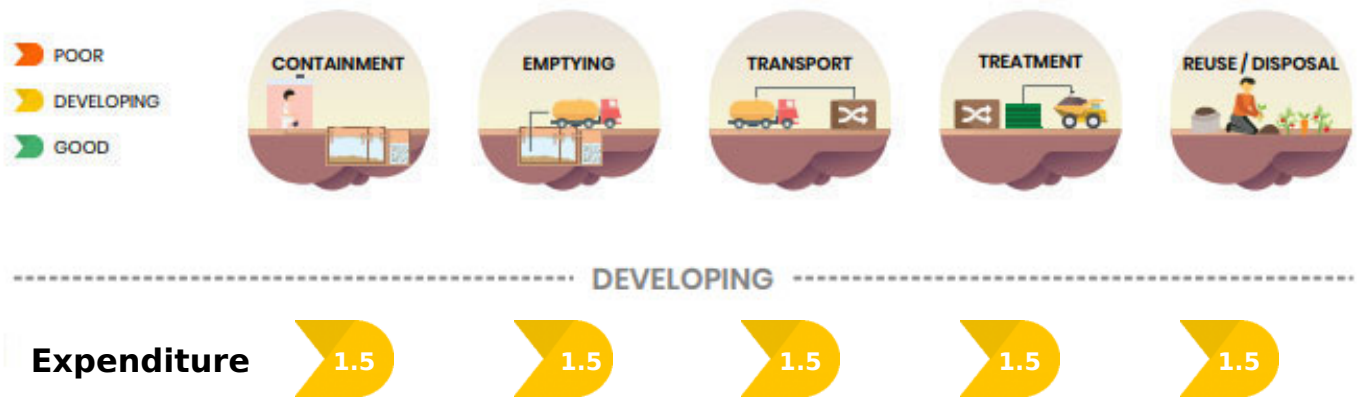 POOR
DEVELOPING
GOOD
CONTAINMENT
EMPTYING
TRANSPORT
TREATMENT
REUSE / DISPOSAL
DEVELOPING
Expenditure 1.5 1.5 1.5 1.5 1.5